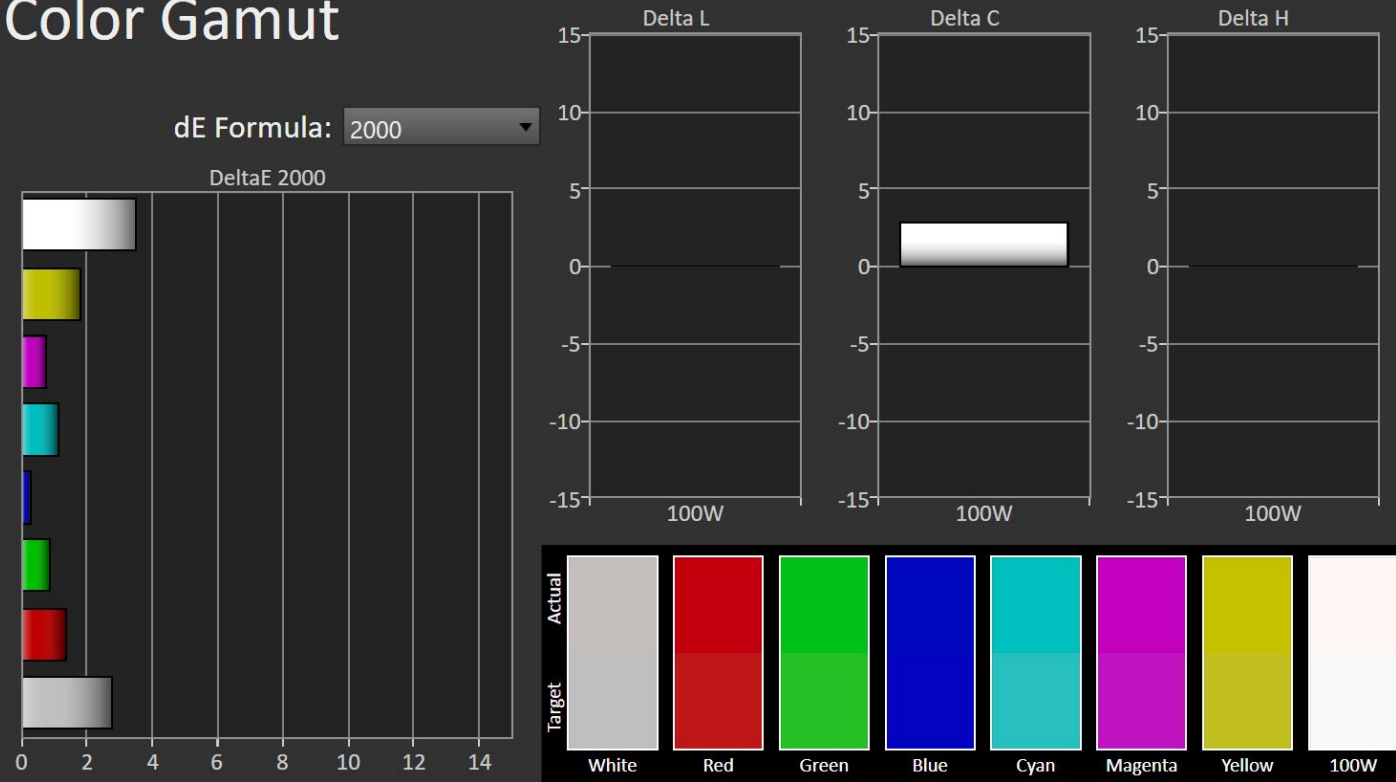 Color Gamut
dE Formula: 2000
DeltaE 2000
0 2 4 6 8 10 12 14
Delta L
15
10
5
0
-5
-10
-15
100W
Delta C
15
10
5
0
-5
-10
-15
100W
Delta H
15
10
5
0
-5
-10
-15
100W
Actual
Target
White Red Green Blue Cyan Magenta Yellow 100W